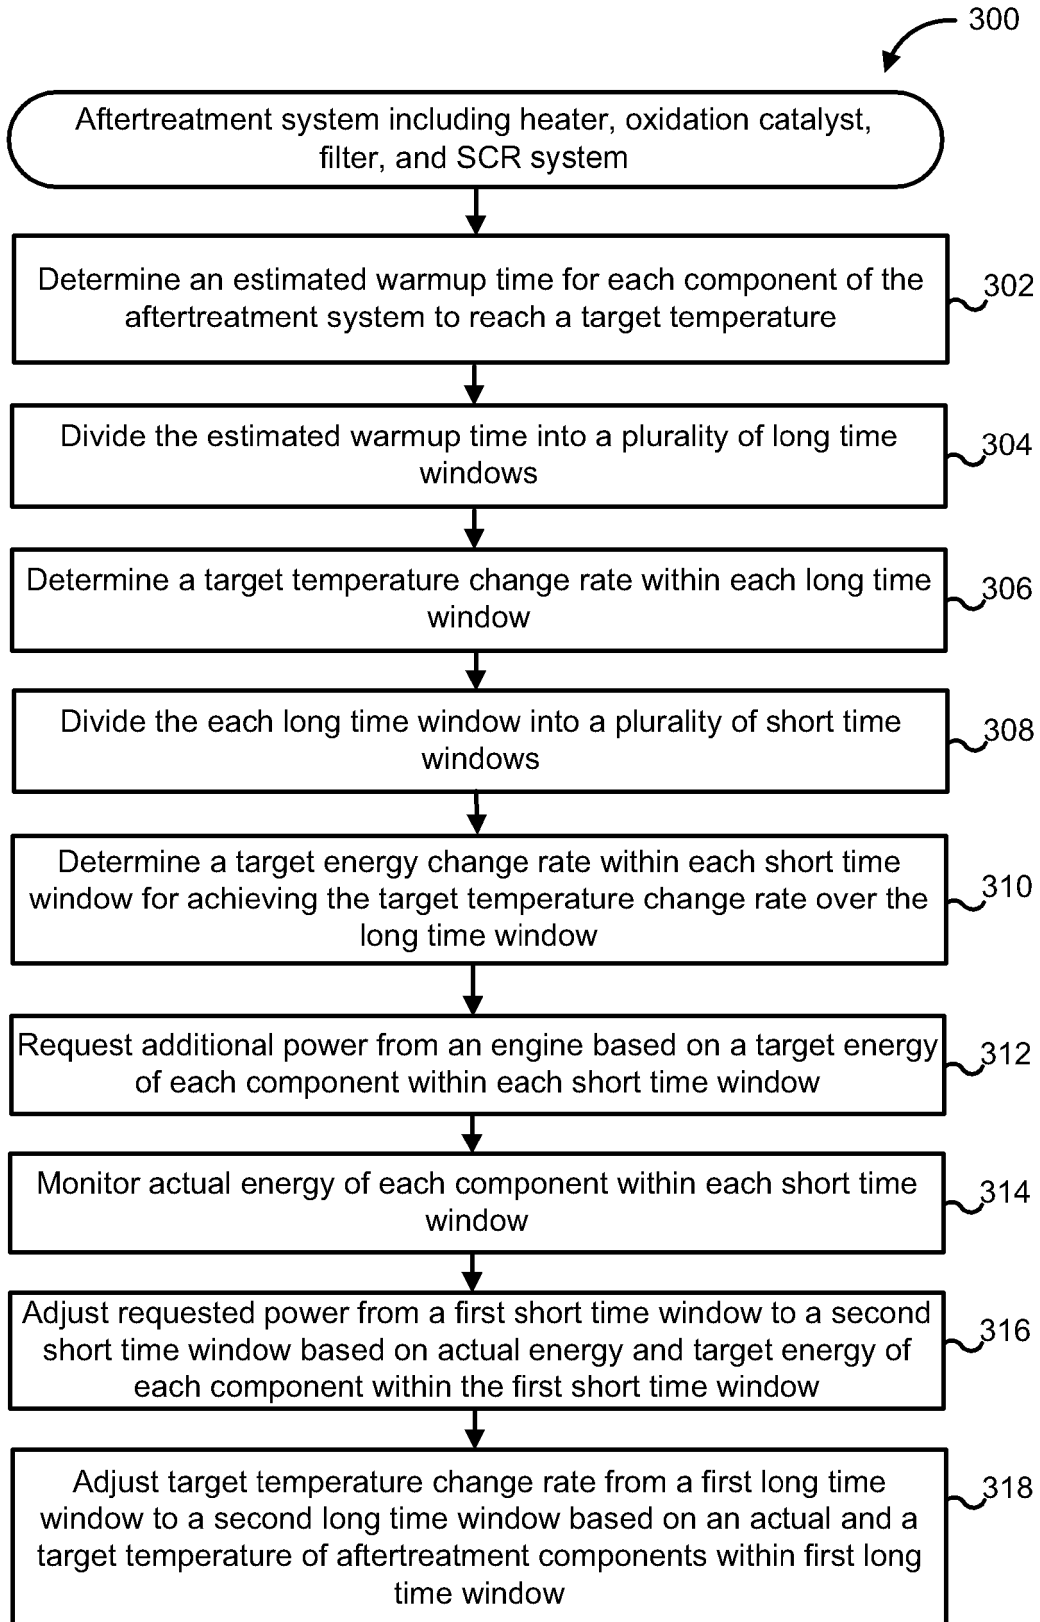 300
Aftertreatment system including heater, oxidation catalyst,
filter, and SCR system
Determine an estimated warmup time for each component of the
aftertreatment system to reach a target temperature
302
Divide the estimated warmup time into a plurality of long time
windows
304
Determine a target temperature change rate within each long time
window
306
Divide the each long time window into a plurality of short time
windows
308
Determine a target energy change rate within each short time
window for achieving the target temperature change rate over the
long time window
310
Request additional power from an engine based on a target energy
of each component within each short time window
312
Monitor actual energy of each component within each short time
window
314
Adjust requested power from a first short time window to a second
short time window based on actual energy and target energy of
each component within the first short time window
316
Adjust target temperature change rate from a first long time
window to a second long time window based on an actual and a
target temperature of aftertreatment components within first long
time window
318